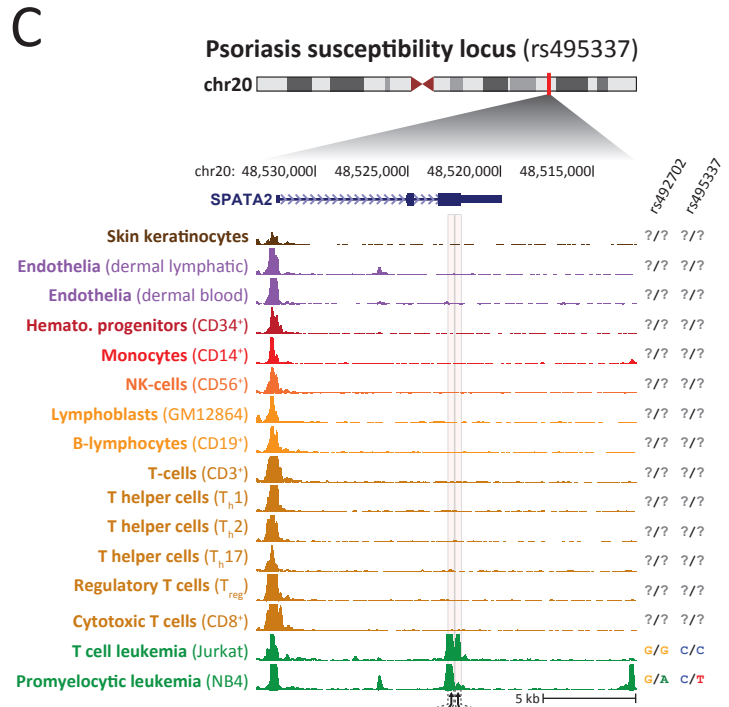 C
Psoriasis susceptibility locus (rs495337)
chr20
chr20: 48,530,000| 48,525,000| 48,520,000| 48,515,000|
SPATA2
rs492702 rs495337
Skin keratinocytes ?/? ?/?
Endothelia (dermal lymphatic) ?/? ?/?
Endothelia (dermal blood) ?/? ?/?
Hemato. progenitors (CD34⁺) ?/? ?/?
Monocytes (CD14⁺) ?/? ?/?
NK-cells (CD56⁺) ?/? ?/?
Lymphoblasts (GM12864) ?/? ?/?
B-lymphocytes (CD19⁺) ?/? ?/?
T-cells (CD3⁺) ?/? ?/?
T helper cells (Tₕ1) ?/? ?/?
T helper cells (Tₕ2) ?/? ?/?
T helper cells (Tₕ17) ?/? ?/?
Regulatory T cells (T_reg) ?/? ?/?
Cytotoxic T cells (CD8⁺) ?/? ?/?
T cell leukemia (Jurkat) G/G C/C
Promyelocytic leukemia (NB4) G/A C/T
5 kb